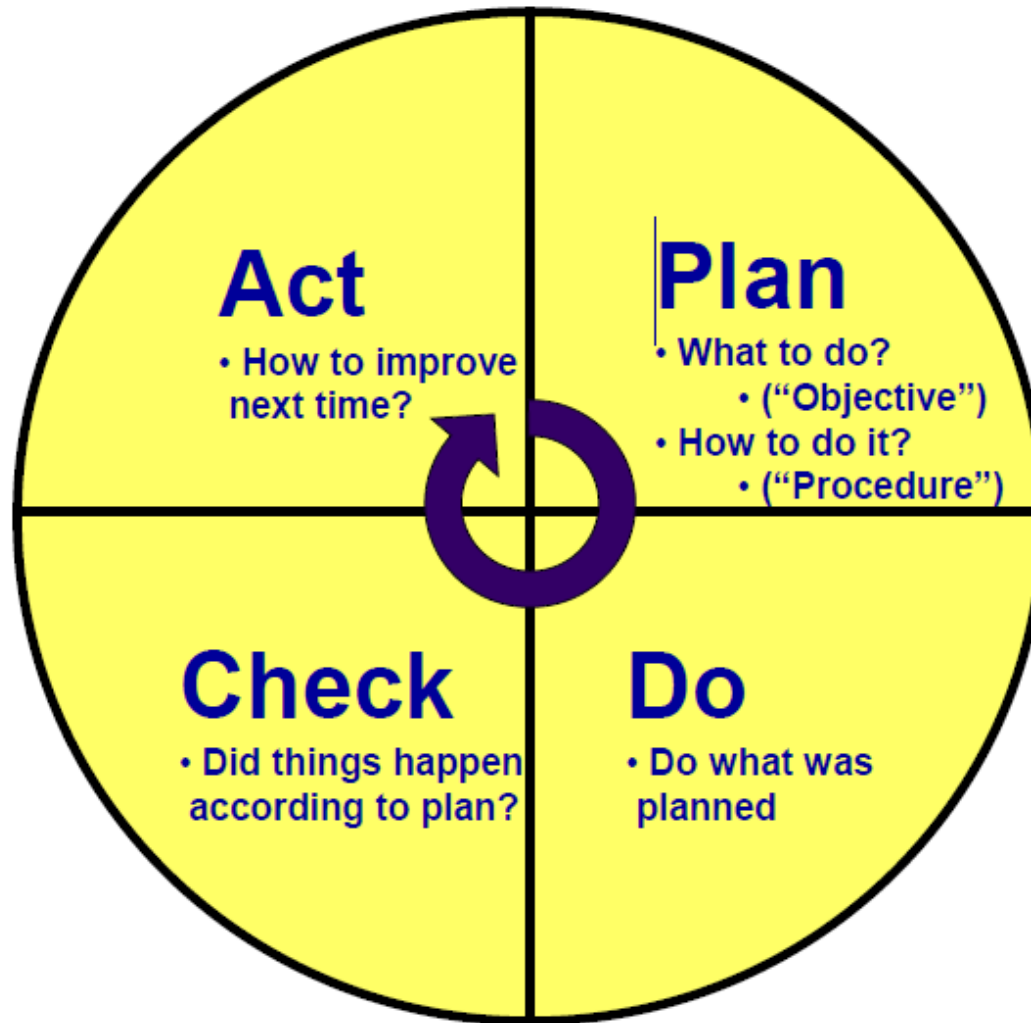 Act
• How to improve
next time?
Plan
• What to do?
• (“Objective”)
• How to do it?
• (“Procedure”)
Check
• Did things happen
according to plan?
Do
• Do what was
planned